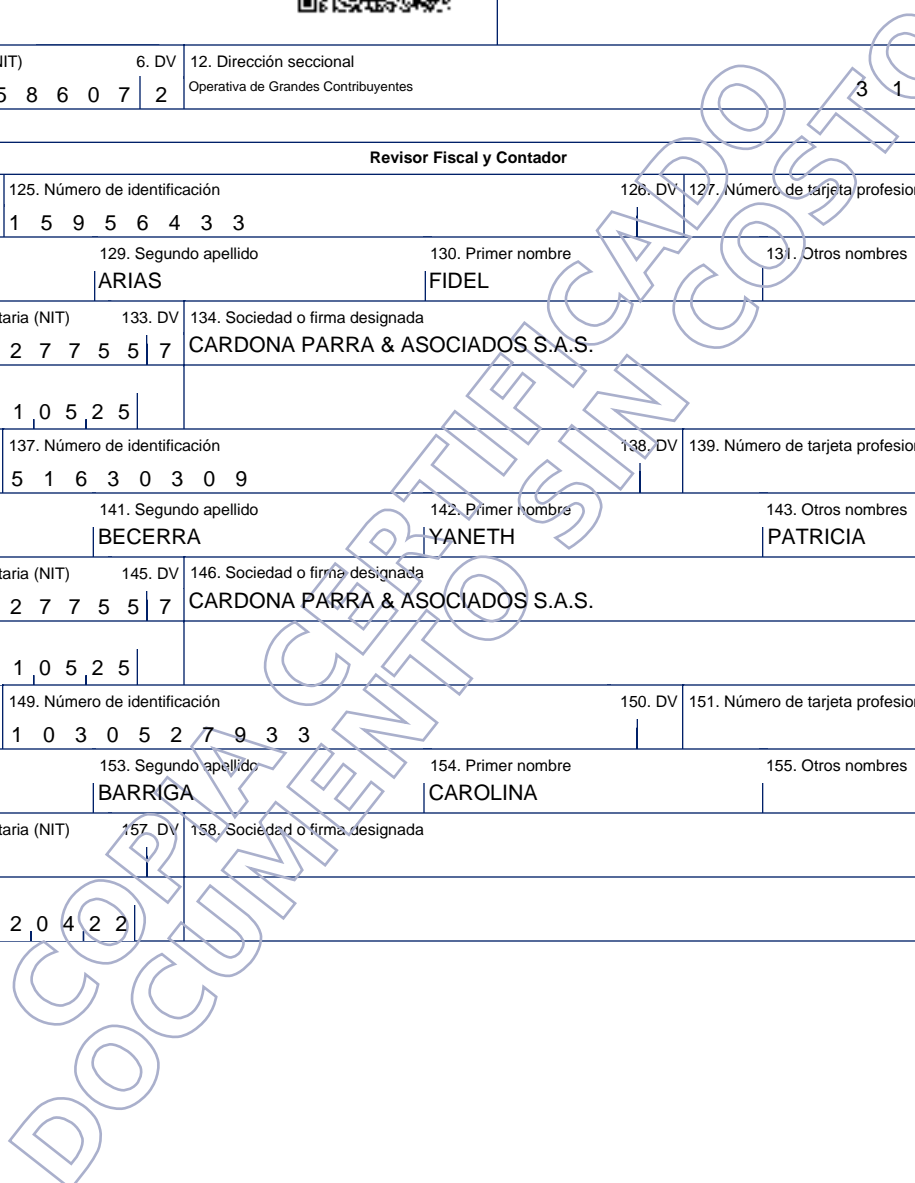 IIT) 6. DV 12. Dirección seccional
5 8 6 0 7 2 Operativa de Grandes Contribuyentes 3 1
Revisor Fiscal y Contador
125. Número de identificación 126. DV 127. Número de tarjeta profesion
1 5 9 5 6 4 3 3
129. Segundo apellido 130. Primer nombre 131. Otros nombres
ARIAS FIDEL
taria (NIT) 133. DV 134. Sociedad o firma designada
2 7 7 5 5 7 CARDONA PARRA & ASOCIADOS S.A.S.
1 0 5 2 5
137. Número de identificación 138. DV 139. Número de tarjeta profesion
5 1 6 3 0 3 0 9
141. Segundo apellido 142. Primer nombre 143. Otros nombres
BECERRA YANETH PATRICIA
taria (NIT) 145. DV 146. Sociedad o firma designada
2 7 7 5 5 7 CARDONA PARRA & ASOCIADOS S.A.S.
1 0 5 2 5
149. Número de identificación 150. DV 151. Número de tarjeta profesion
1 0 3 0 5 2 7 9 3 3
153. Segundo apellido 154. Primer nombre 155. Otros nombres
BARRIGA CAROLINA
taria (NIT) 157. DV 158. Sociedad o firma designada
2 0 4 2 2
COPIA CERTIFICADO
DOCUMENTO SIN COSTO